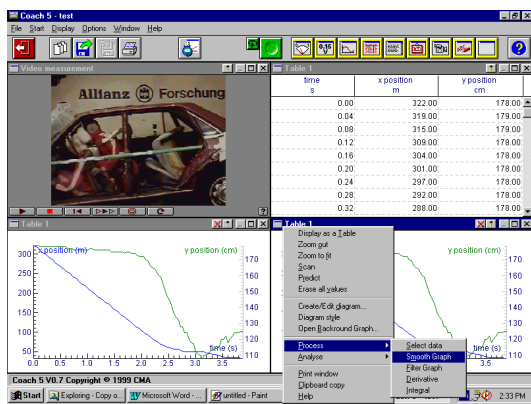 Coach 5 - test
File Start Display Options Window Help
0.15
Video measurement
Allianz Forschung
Table 1
time x position y position
s m cm
0.00 322.00 178.00
0.04 319.00 179.00
0.08 315.00 179.00
0.12 309.00 178.00
0.16 304.00 178.00
0.20 301.00 178.00
0.24 297.00 178.00
0.28 292.00 178.00
0.32 288.00 178.00
Table 1
x position (m) y position (cm)
300
250
200
150
100
50
170
160
150
140
130
120
110
time (s)
0.0 0.5 1.0 1.5 2.0 2.5 3.0 3.5
Table 1
y position (cm)
170
160
150
140
130
120
110
time (s)
3.5
Display as a Table
Zoom out
Zoom to fit
Scan
Predict
Erase all values
Create/Edit diagram...
Diagram style
Open Background Graph...
Process
Analyse
Print window
Clipboard copy
Help
Select data
Smooth Graph
Filter Graph
Derivative
Integral
Coach 5 V0.7 Copyright © 1999 CMA
Start
Exploring - Copy o...
Microsoft Word - ...
untitled - Paint
2:33 PM